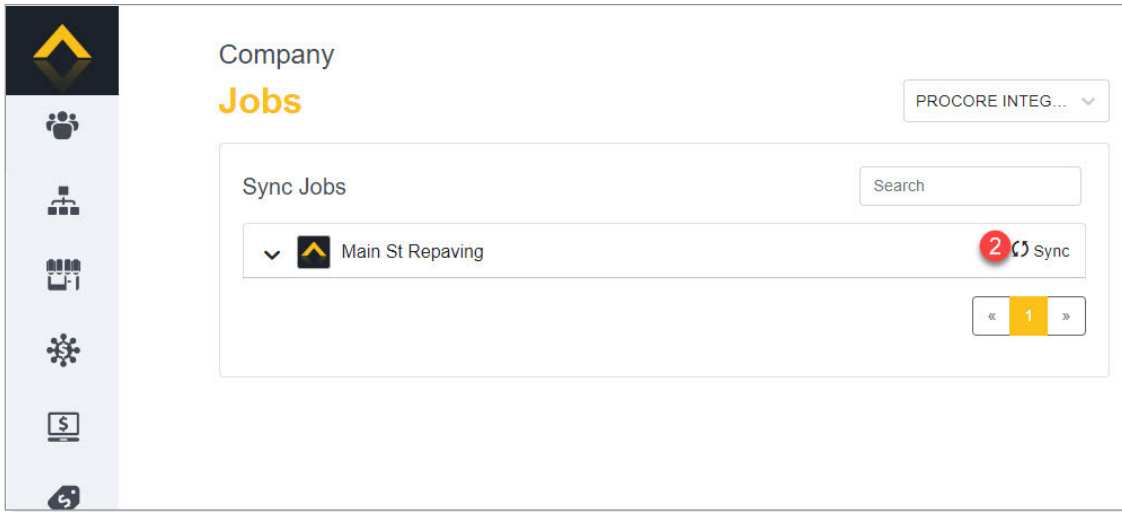 Company
Jobs
PROCORE INTEG...
Sync Jobs
Search
Main St Repaving
2 Sync
« 1 »